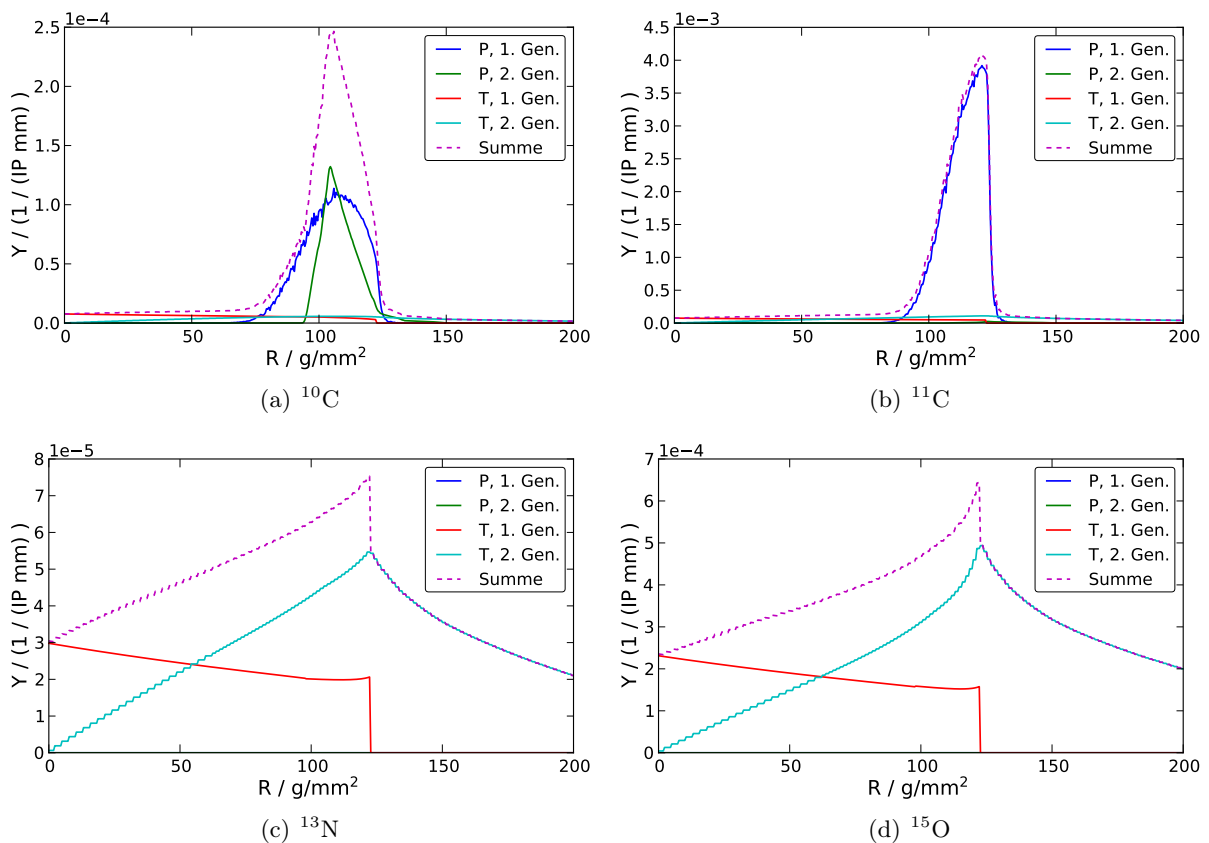 1e-4
2.5
2.0
1.5
1.0
0.5
0.0
Y / (1 / (IP mm) )
P, 1. Gen.
P, 2. Gen.
T, 1. Gen.
T, 2. Gen.
Summe
0 50 100 150 200
R / g/mm²
(a) ¹⁰C
1e-3
4.5
4.0
3.5
3.0
2.5
2.0
1.5
1.0
0.5
0.0
Y / (1 / (IP mm) )
P, 1. Gen.
P, 2. Gen.
T, 1. Gen.
T, 2. Gen.
Summe
0 50 100 150 200
R / g/mm²
(b) ¹¹C
1e-5
8
7
6
5
4
3
2
1
0
Y / (1 / (IP mm) )
P, 1. Gen.
P, 2. Gen.
T, 1. Gen.
T, 2. Gen.
Summe
0 50 100 150 200
R / g/mm²
(c) ¹³N
1e-4
7
6
5
4
3
2
1
0
Y / (1 / (IP mm) )
P, 1. Gen.
P, 2. Gen.
T, 1. Gen.
T, 2. Gen.
Summe
0 50 100 150 200
R / g/mm²
(d) ¹⁵O